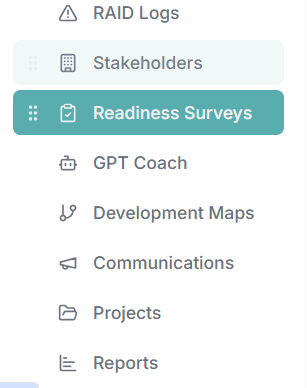 RAID Logs
Stakeholders
Readiness Surveys
GPT Coach
Development Maps
Communications
Projects
Reports